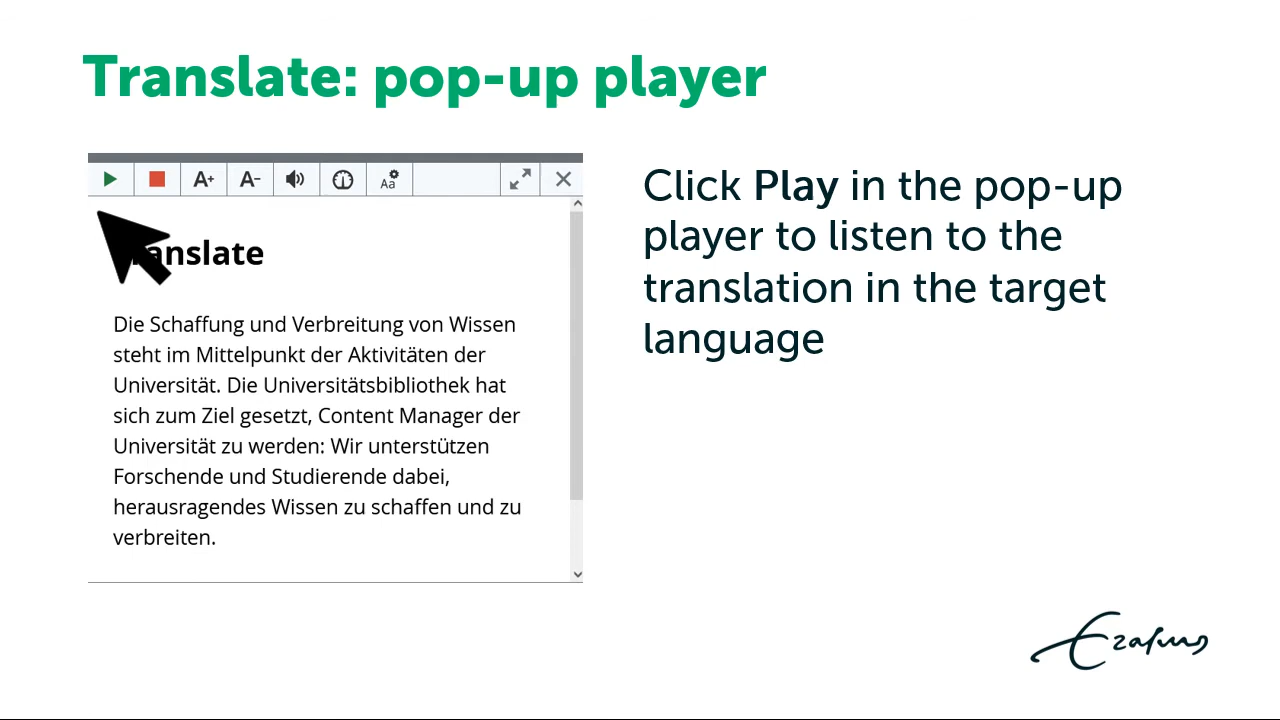 Translate: pop-up player
A+ A- Aa
anslate
Die Schaffung und Verbreitung von Wissen
steht im Mittelpunkt der Aktivitäten der
Universität. Die Universitätsbibliothek hat
sich zum Ziel gesetzt, Content Manager der
Universität zu werden: Wir unterstützen
Forschende und Studierende dabei,
herausragendes Wissen zu schaffen und zu
verbreiten.
Click Play in the pop-up
player to listen to the
translation in the target
language
Erasmus